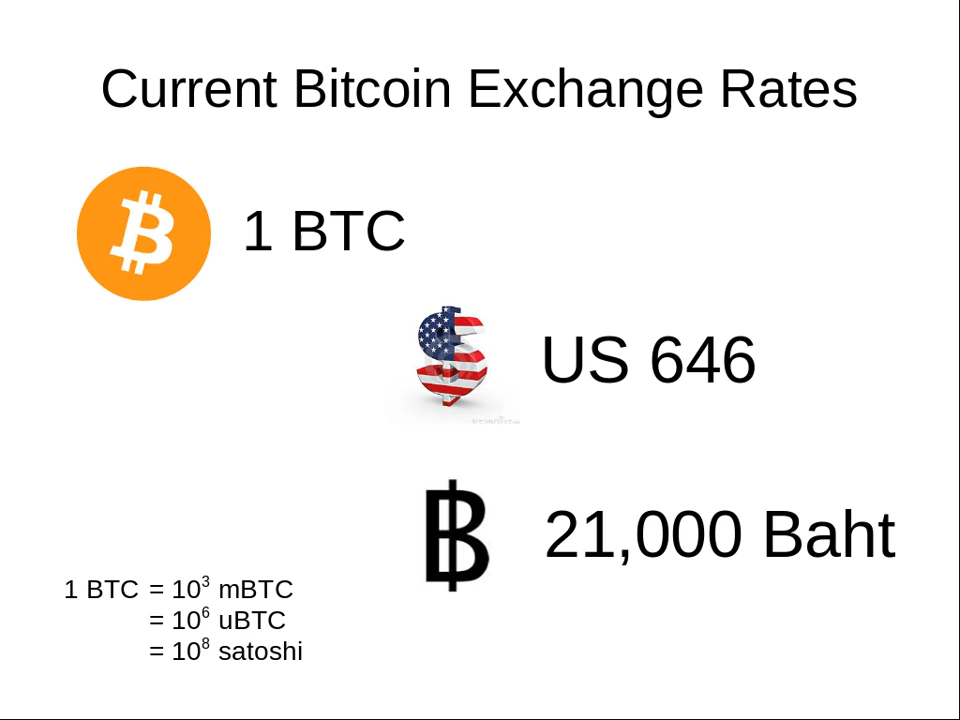 Current Bitcoin Exchange Rates
1 BTC
US 646
21,000 Baht
1 BTC = 10³ mBTC
= 10⁶ uBTC
= 10⁸ satoshi